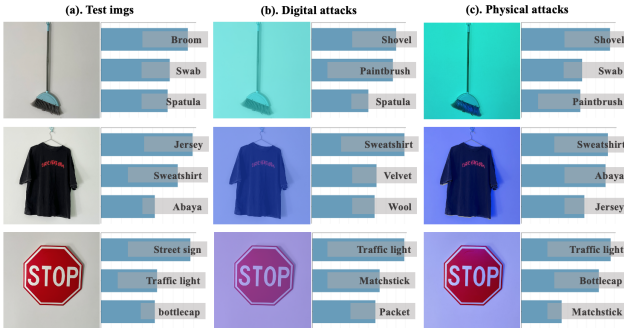 (a). Test imgs
(b). Digital attacks
(c). Physical attacks
Broom
Swab
Spatula
Shovel
Paintbrush
Spatula
Shovel
Swab
Paintbrush
Jersey
Sweatshirt
Abaya
Sweatshirt
Velvet
Wool
Sweatshirt
Abaya
Jersey
STOP
Street sign
Traffic light
bottlecap
STOP
Traffic light
Matchstick
Packet
STOP
Traffic light
Bottlecap
Matchstick